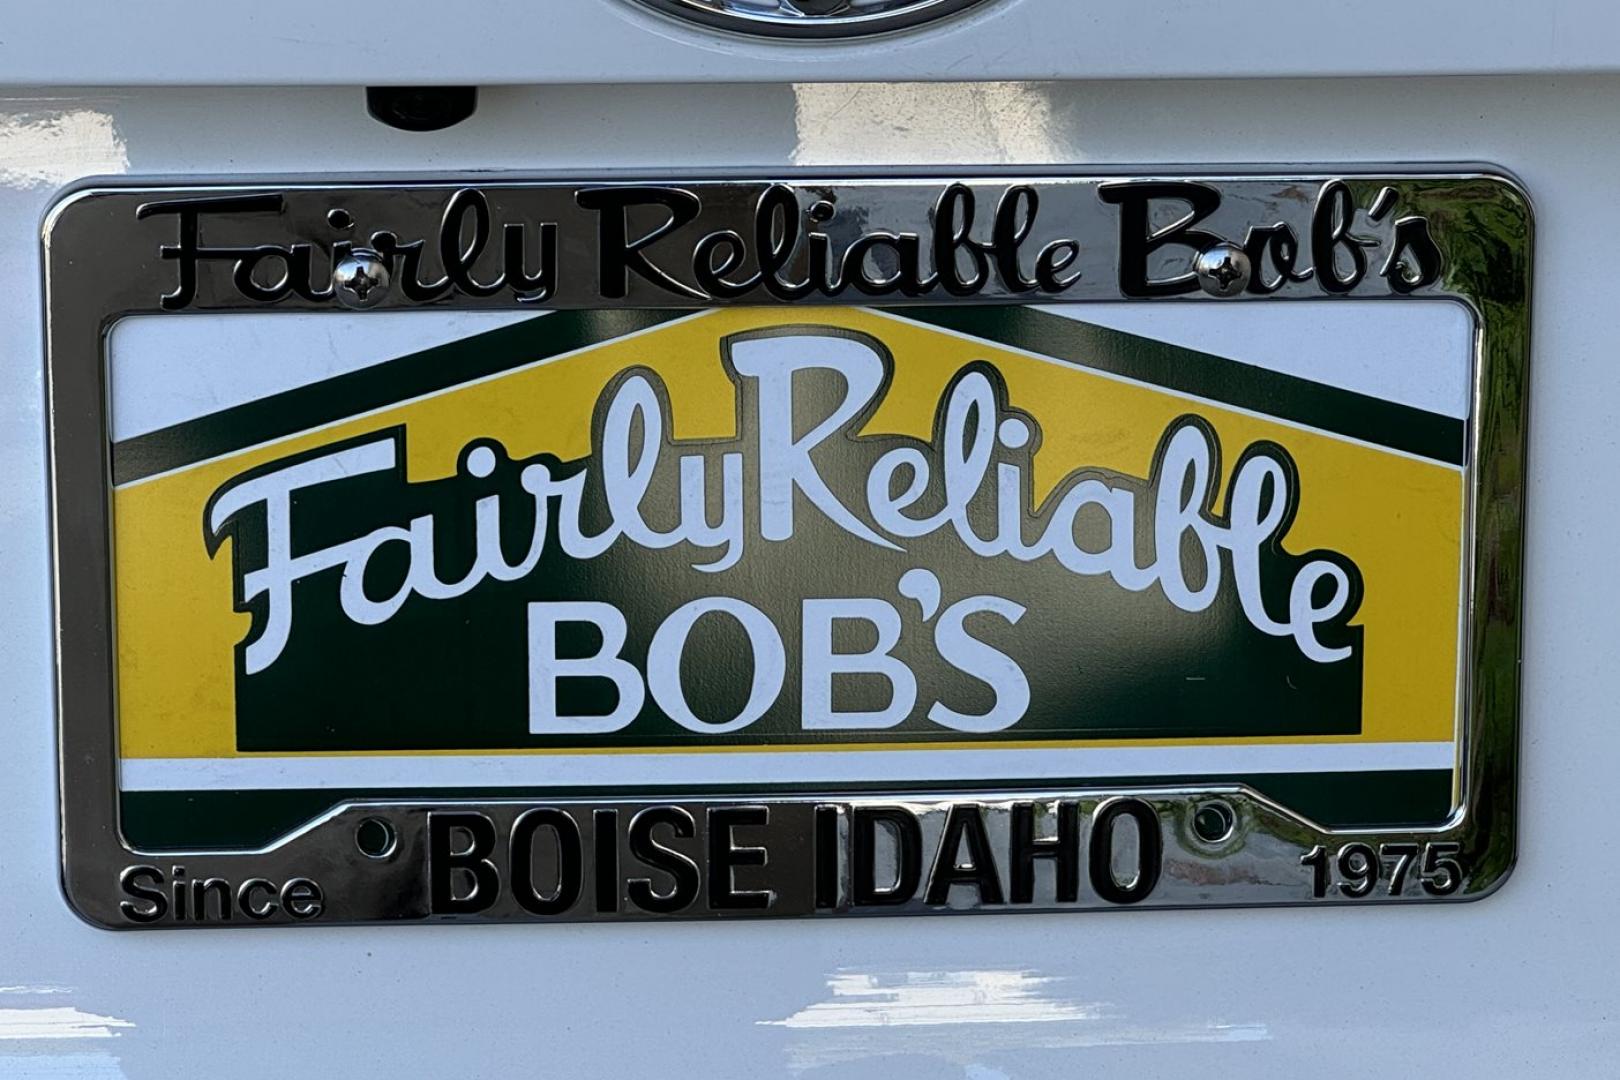 Fairly Reliable Bob's
Fairly Reliable
BOB'S
Since BOISE IDAHO 1975